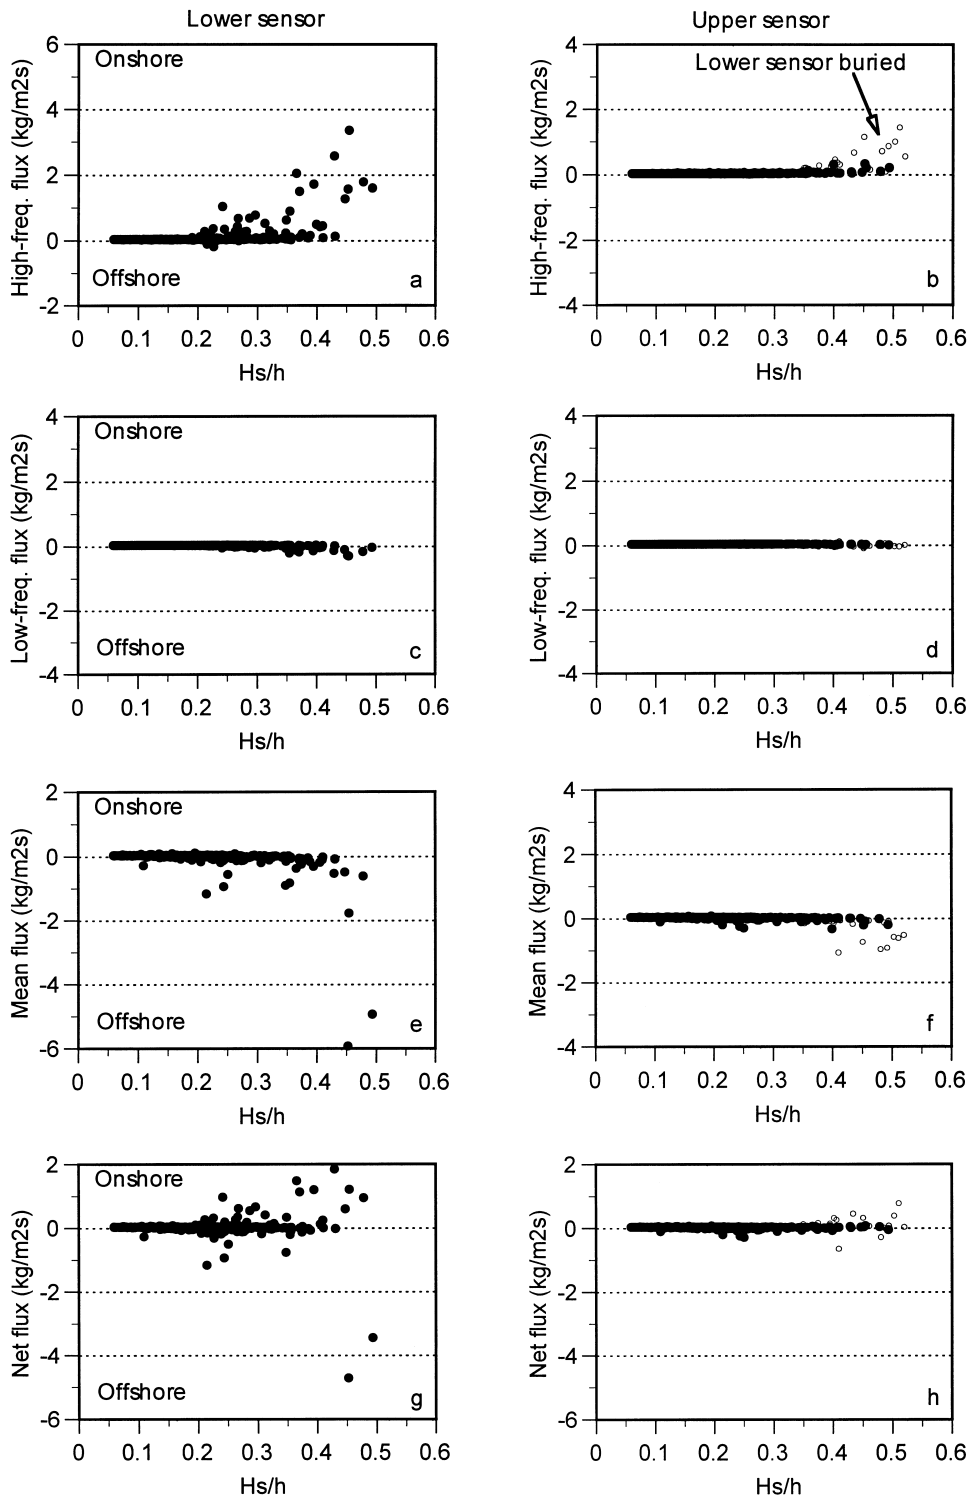 Lower sensor
Upper sensor
High-freq. flux (kg/m2s)
6
4
2
0
-2
Onshore
Offshore
a
0 0.1 0.2 0.3 0.4 0.5 0.6
Hs/h
High-freq. flux (kg/m2s)
4
2
0
-2
-4
Lower sensor buried
b
0 0.1 0.2 0.3 0.4 0.5 0.6
Hs/h
Low-freq. flux (kg/m2s)
4
2
0
-2
-4
Onshore
Offshore
c
0 0.1 0.2 0.3 0.4 0.5 0.6
Hs/h
Low-freq. flux (kg/m2s)
4
2
0
-2
-4
d
0 0.1 0.2 0.3 0.4 0.5 0.6
Hs/h
Mean flux (kg/m2s)
2
0
-2
-4
-6
Onshore
Offshore
e
0 0.1 0.2 0.3 0.4 0.5 0.6
Hs/h
Mean flux (kg/m2s)
4
2
0
-2
-4
f
0 0.1 0.2 0.3 0.4 0.5 0.6
Hs/h
Net flux (kg/m2s)
2
0
-2
-4
-6
Onshore
Offshore
g
0 0.1 0.2 0.3 0.4 0.5 0.6
Hs/h
Net flux (kg/m2s)
2
0
-2
-4
-6
h
0 0.1 0.2 0.3 0.4 0.5 0.6
Hs/h